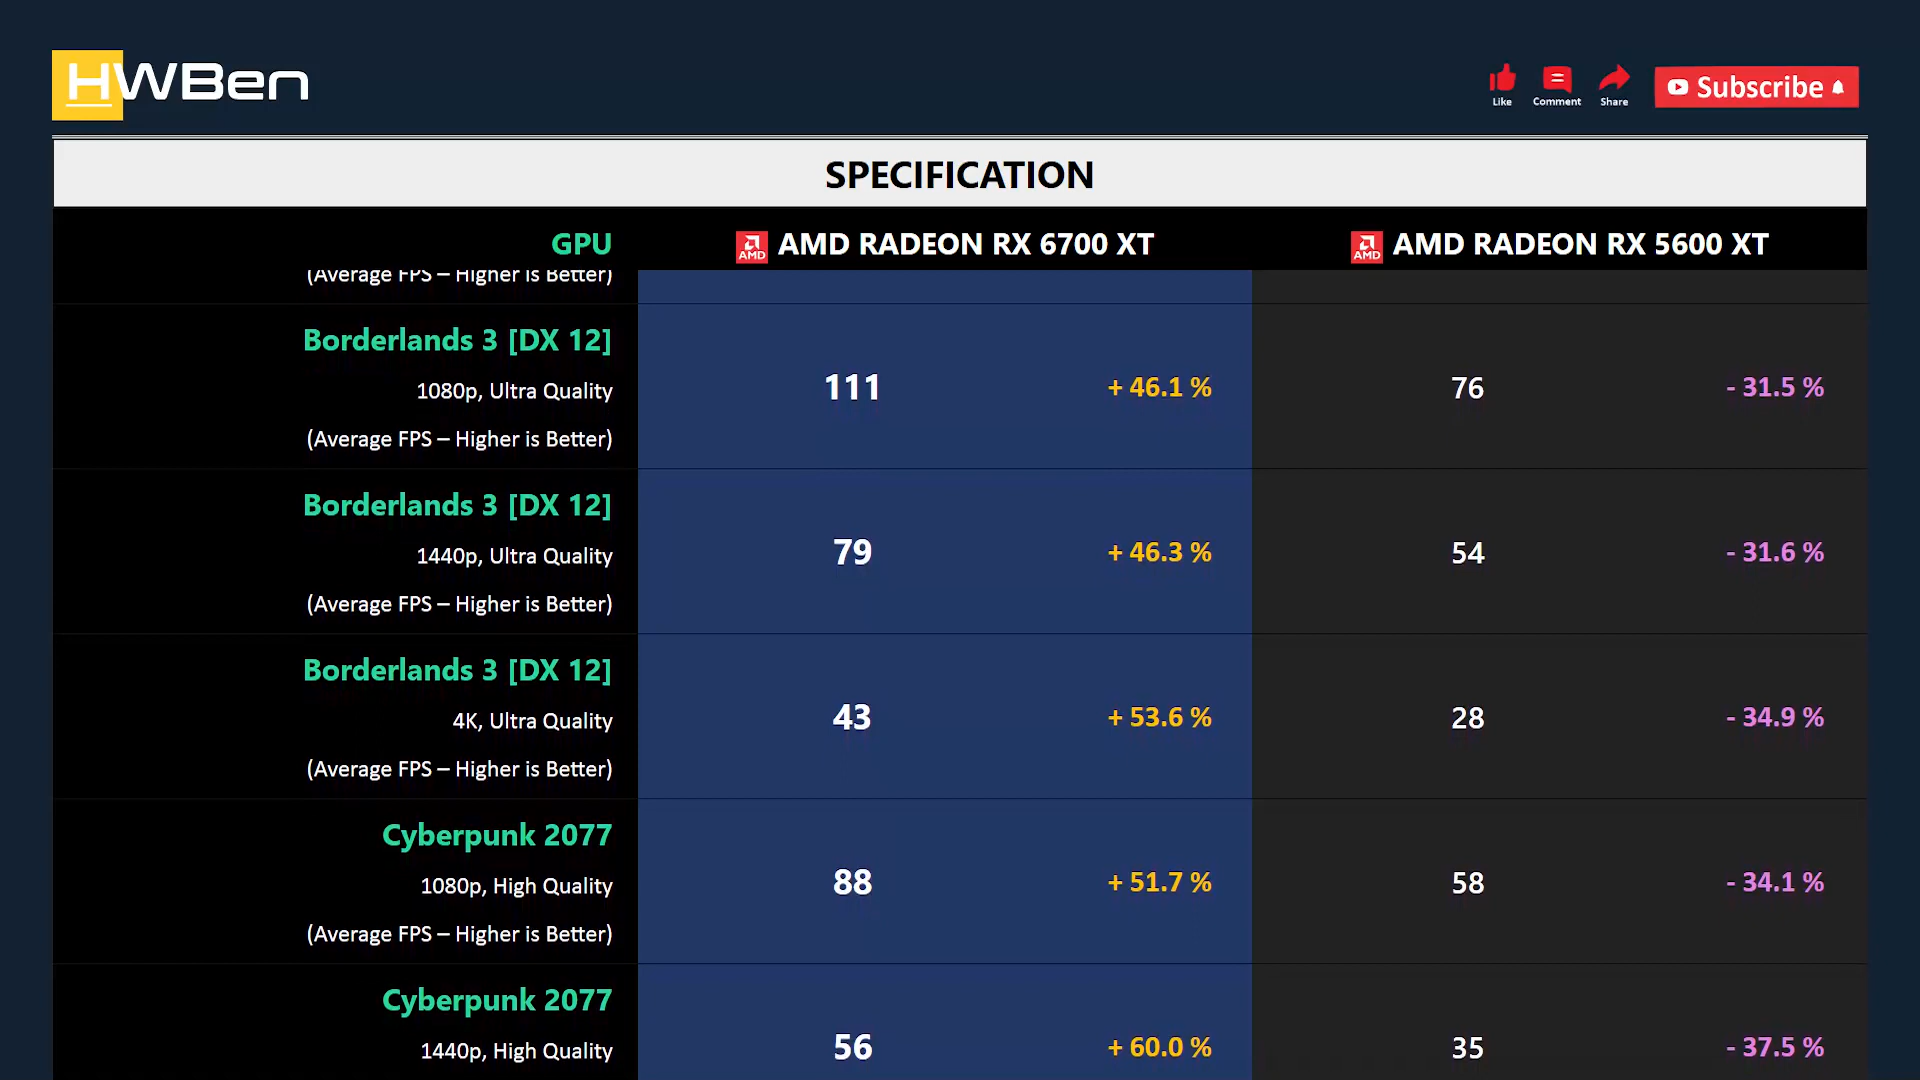 HWBen
Like Comment Share Subscribe
SPECIFICATION
GPU AMD AMD RADEON RX 6700 XT AMD AMD RADEON RX 5600 XT
(Average FPS – Higher is Better)
Borderlands 3 [DX 12]
1080p, Ultra Quality 111 + 46.1 % 76 - 31.5 %
(Average FPS – Higher is Better)
Borderlands 3 [DX 12]
1440p, Ultra Quality 79 + 46.3 % 54 - 31.6 %
(Average FPS – Higher is Better)
Borderlands 3 [DX 12]
4K, Ultra Quality 43 + 53.6 % 28 - 34.9 %
(Average FPS – Higher is Better)
Cyberpunk 2077
1080p, High Quality 88 + 51.7 % 58 - 34.1 %
(Average FPS – Higher is Better)
Cyberpunk 2077
1440p, High Quality 56 + 60.0 % 35 - 37.5 %